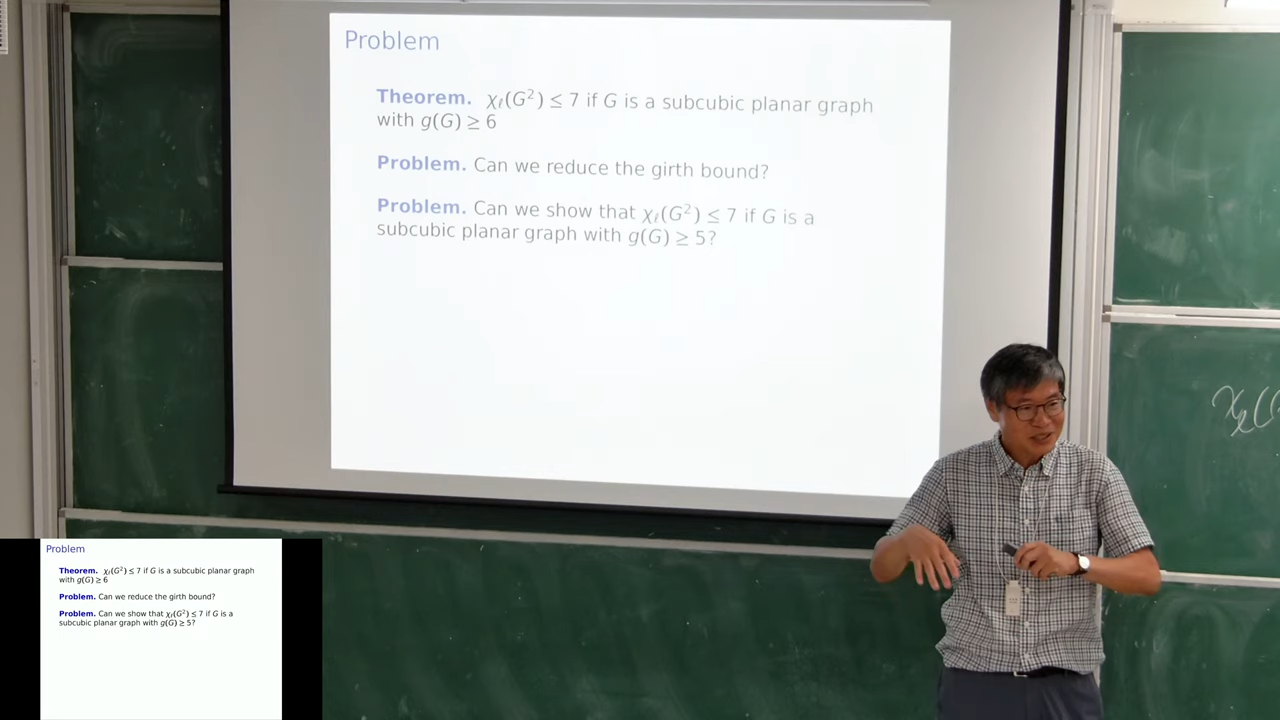 Problem
Theorem. χℓ(G²) ≤ 7 if G is a subcubic planar graph
with g(G) ≥ 6
Problem. Can we reduce the girth bound?
Problem. Can we show that χℓ(G²) ≤ 7 if G is a
subcubic planar graph with g(G) ≥ 5?
χℓ(
Problem
Theorem. χℓ(G²) ≤ 7 if G is a subcubic planar graph
with g(G) ≥ 6
Problem. Can we reduce the girth bound?
Problem. Can we show that χℓ(G²) ≤ 7 if G is a
subcubic planar graph with g(G) ≥ 5?